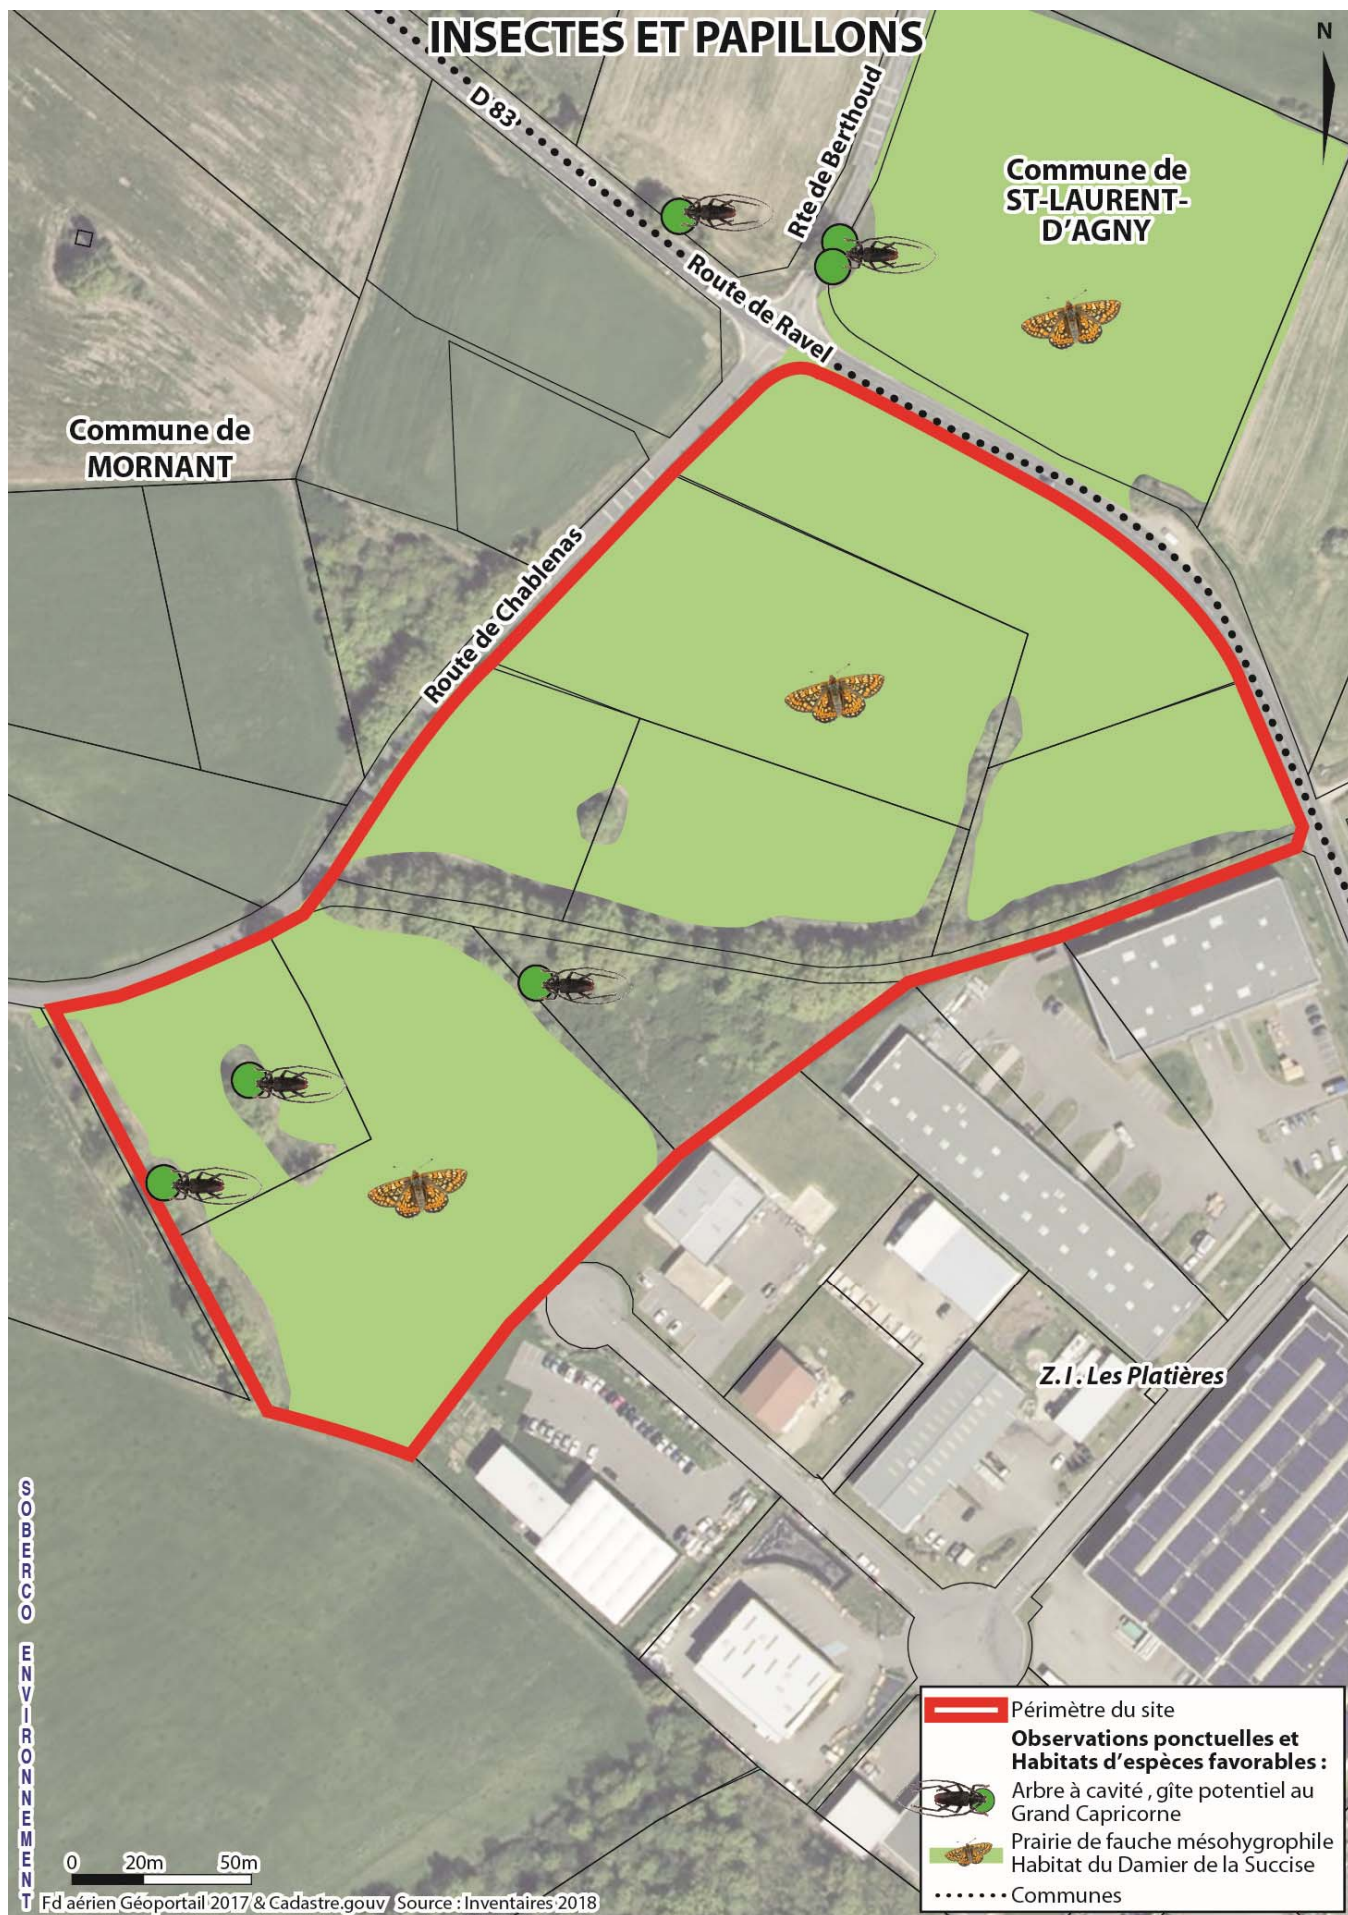 INSECTES ET PAPILLONS
N
D 83
Rte de Berthoud
Commune de
ST-LAURENT-
D'AGNY
Route de Ravel
Commune de
MORNANT
Route de Chablenas
Z. I. Les Platières
SOBERCO ENVIRONNEMENT
Périmètre du site
Observations ponctuelles et
Habitats d'espèces favorables :
Arbre à cavité , gîte potentiel au
Grand Capricorne
Prairie de fauche mésohygrophile
Habitat du Damier de la Succise
Communes
0 20m 50m
Fd aérien Géoportail 2017 & Cadastre.gouv Source : Inventaires 2018